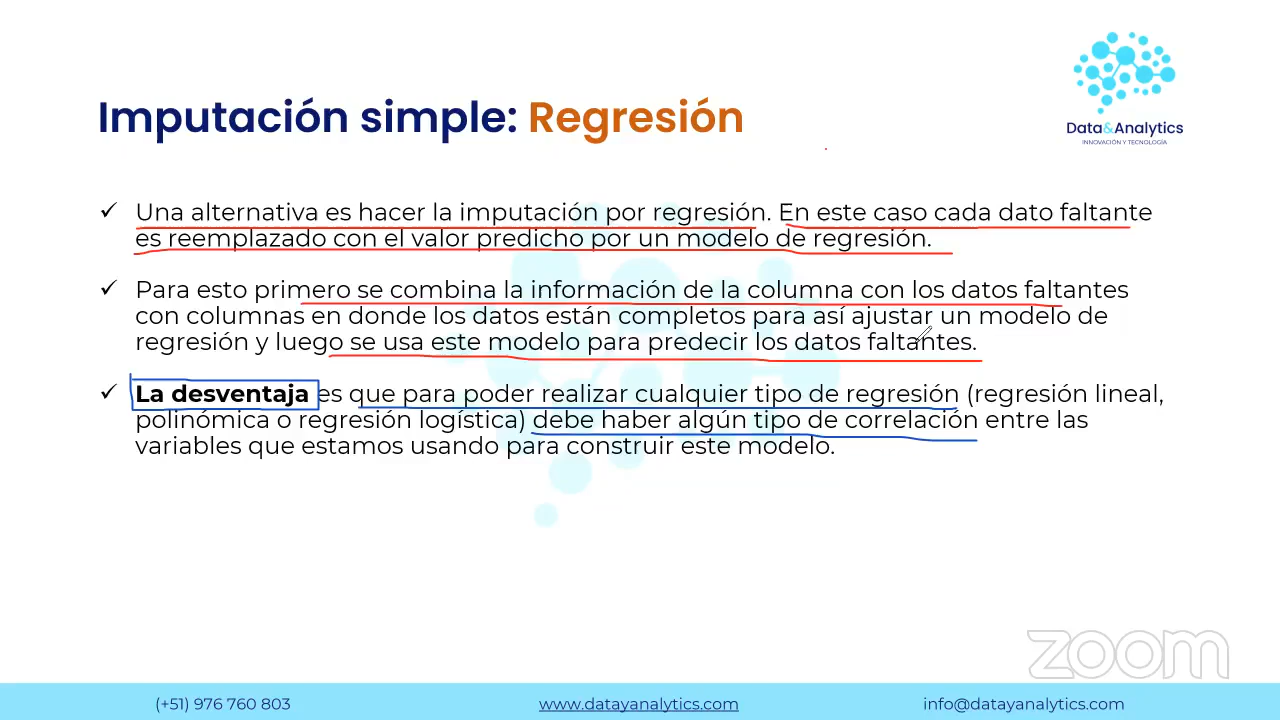 Data&Analytics
INNOVACIÓN Y TECNOLOGÍA
Imputación simple: Regresión
✓ Una alternativa es hacer la imputación por regresión. En este caso cada dato faltante
es reemplazado con el valor predicho por un modelo de regresión.
✓ Para esto primero se combina la información de la columna con los datos faltantes
con columnas en donde los datos están completos para así ajustar un modelo de
regresión y luego se usa este modelo para predecir los datos faltantes.
✓ La desventaja es que para poder realizar cualquier tipo de regresión (regresión lineal,
polinómica o regresión logística) debe haber algún tipo de correlación entre las
variables que estamos usando para construir este modelo.
zoom
(+51) 976 760 803
www.datayanalytics.com
info@datayanalytics.com